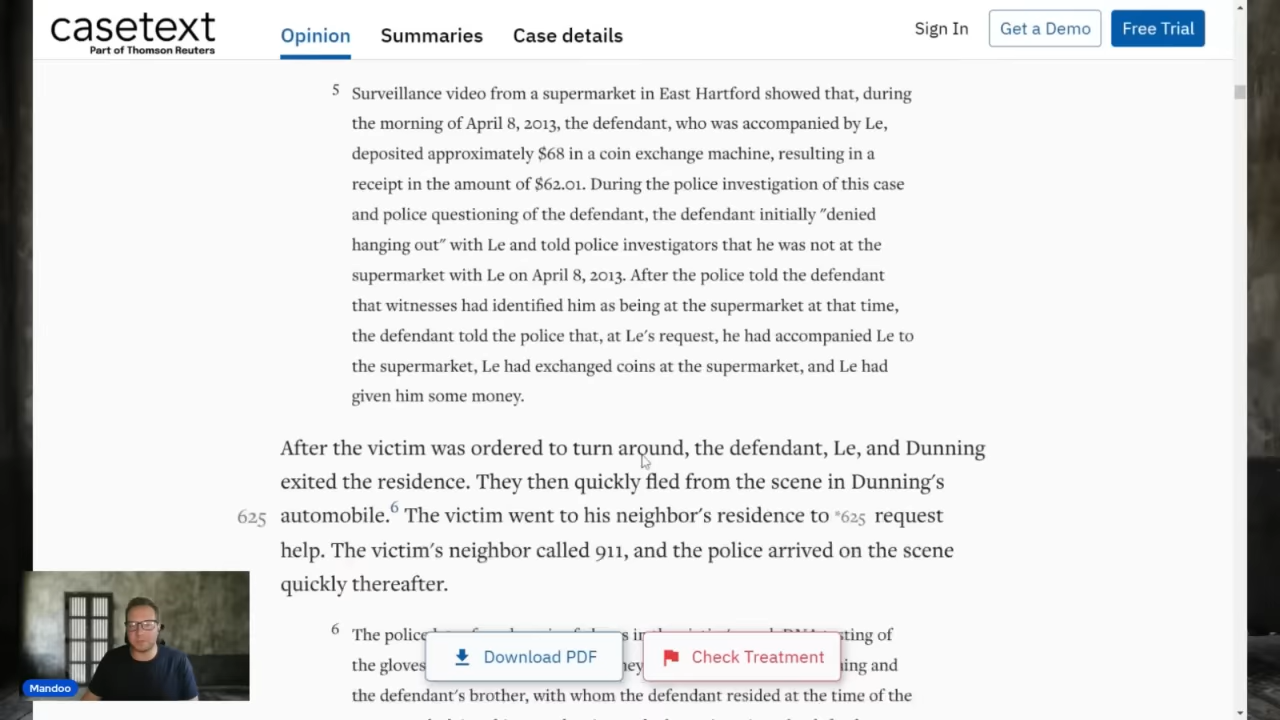 casetext
Part of Thomson Reuters
Opinion Summaries Case details
Sign In Get a Demo Free Trial
5 Surveillance video from a supermarket in East Hartford showed that, during
the morning of April 8, 2013, the defendant, who was accompanied by Le,
deposited approximately $68 in a coin exchange machine, resulting in a
receipt in the amount of $62.01. During the police investigation of this case
and police questioning of the defendant, the defendant initially "denied
hanging out" with Le and told police investigators that he was not at the
supermarket with Le on April 8, 2013. After the police told the defendant
that witnesses had identified him as being at the supermarket at that time,
the defendant told the police that, at Le's request, he had accompanied Le to
the supermarket, Le had exchanged coins at the supermarket, and Le had
given him some money.
After the victim was ordered to turn around, the defendant, Le, and Dunning
exited the residence. They then quickly fled from the scene in Dunning's
625 automobile.6 The victim went to his neighbor's residence to *625 request
help. The victim's neighbor called 911, and the police arrived on the scene
quickly thereafter.
6 The police
the gloves
the defendant's brother, with whom the defendant resided at the time of the
Download PDF Check Treatment
Mandoo